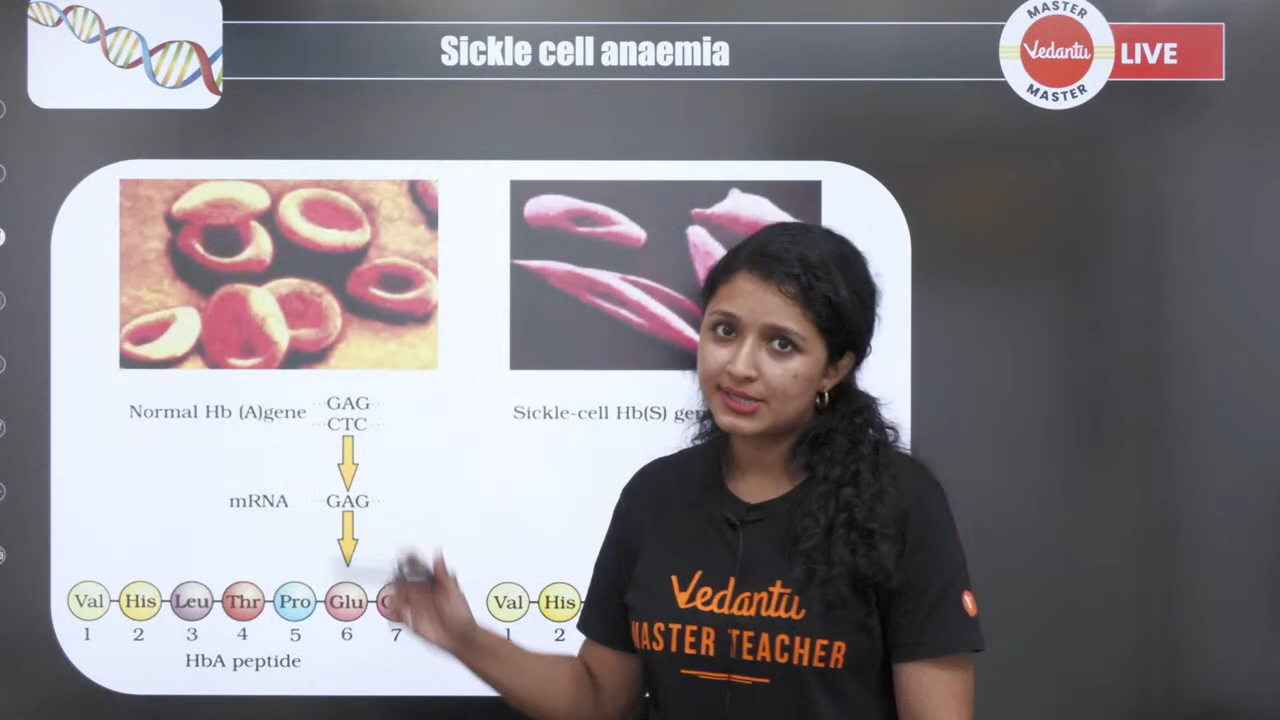 Sickle cell anaemia
MASTER
Vedantu
MASTER
LIVE
Normal Hb (A)gene
GAG
CTC
Sickle-cell Hb(S)
mRNA
GAG
Val His Leu Thr Pro Glu
1 2 3 4 5 6 7
HbA peptide
Val His
1 2
Vedantu
MASTER TEACHER